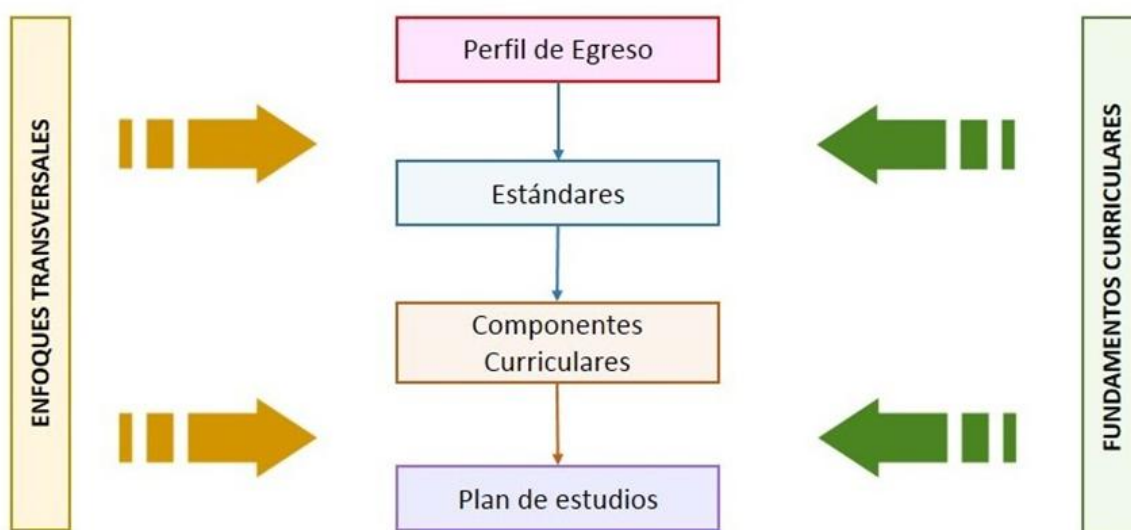 ENFOQUES TRANSVERSALES
Perfil de Egreso
Estándares
Componentes
Curriculares
Plan de estudios
FUNDAMENTOS CURRICULARES